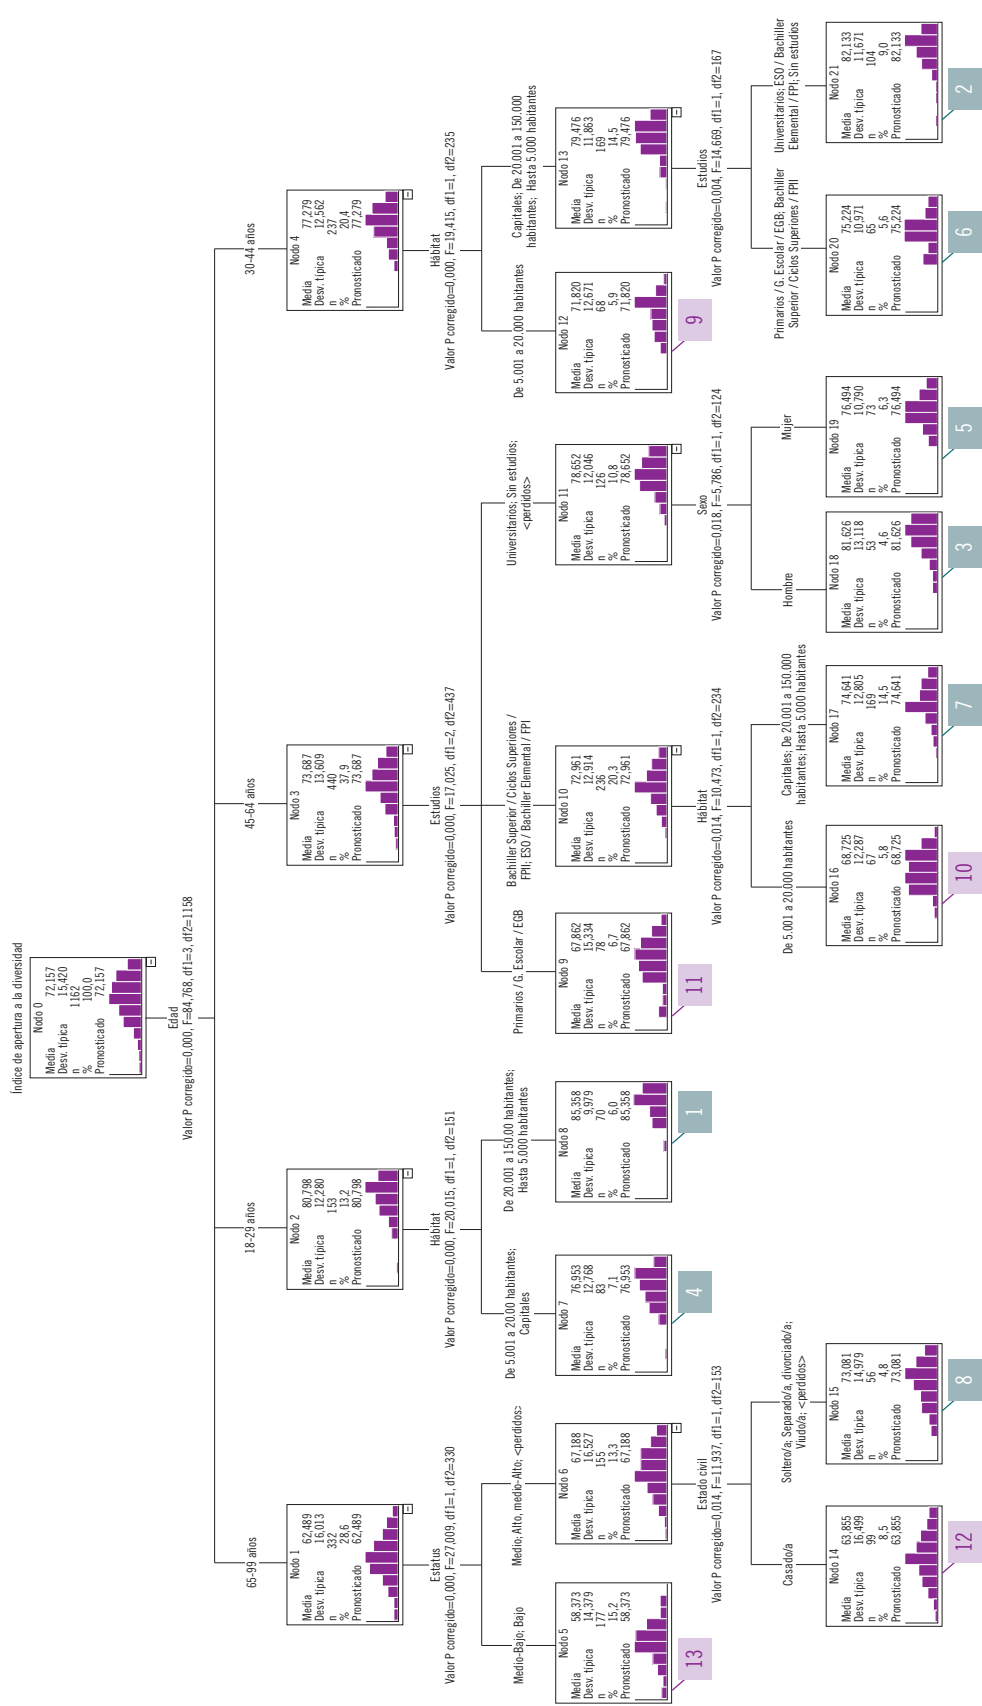 Índice de apertura a la diversidad
Nodo 0
Media 72,157
Desv. típica 15,420
n 1162
% 100,0
Pronosticado 72,157
Edad
Valor P corregido=0,000, F=84,768, df1=3, df2=1158
65-99 años
18-29 años
45-64 años
30-44 años
Nodo 1
Media 62,489
Desv. típica 16,013
n 332
% 28,6
Pronosticado 62,489
Nodo 2
Media 80,798
Desv. típica 12,280
n 153
% 13,2
Pronosticado 80,798
Nodo 3
Media 73,687
Desv. típica 13,609
n 440
% 37,9
Pronosticado 73,687
Nodo 4
Media 77,279
Desv. típica 12,562
n 237
% 20,4
Pronosticado 77,279
Estatus
Valor P corregido=0,000, F=27,009, df1=1, df2=330
Hábitat
Valor P corregido=0,000, F=20,015, df1=1, df2=151
Estudios
Valor P corregido=0,000, F=17,025, df1=2, df2=437
Hábitat
Valor P corregido=0,000, F=19,415, df1=1, df2=235
Medio-Bajo; Bajo
Medio; Alto, medio-Alto; <perdidos>
De 5.001 a 20.00 habitantes;
Capitales
De 20.001 a 150.00 habitantes;
Hasta 5.000 habitantes
Primarios / G. Escolar / EGB
Bachiller Superior / Ciclos Superiores /
FPI; ESO / Bachiller Elemental / FPI
Universitarios; Sin estudios;
<perdidos>
De 5.001 a 20.000 habitantes
Capitales; De 20.001 a 150.000
habitantes; Hasta 5.000 habitantes
Nodo 5
Media 58,373
Desv. típica 14,379
n 177
% 15,2
Pronosticado 58,373
13
Nodo 6
Media 67,188
Desv. típica 16,527
n 155
% 13,3
Pronosticado 67,188
Nodo 7
Media 76,953
Desv. típica 12,768
n 83
% 7,1
Pronosticado 76,953
4
Nodo 8
Media 85,358
Desv. típica 9,979
n 70
% 6,0
Pronosticado 85,358
1
Nodo 9
Media 67,862
Desv. típica 15,334
n 78
% 6,7
Pronosticado 67,862
11
Nodo 10
Media 72,961
Desv. típica 12,914
n 236
% 20,3
Pronosticado 72,961
Nodo 11
Media 78,652
Desv. típica 12,046
n 126
% 10,8
Pronosticado 78,652
Nodo 12
Media 71,820
Desv. típica 12,671
n 68
% 5,9
Pronosticado 71,820
9
Nodo 13
Media 79,476
Desv. típica 11,863
n 169
% 14,5
Pronosticado 79,476
Estado civil
Valor P corregido=0,014, F=11,937, df1=1, df2=153
Hábitat
Valor P corregido=0,014, F=10,473, df1=1, df2=234
Sexo
Valor P corregido=0,018, F=5,786, df1=1, df2=124
Estudios
Valor P corregido=0,004, F=14,669, df1=1, df2=167
Casado/a
Soltero/a; Separado/a, divorciado/a;
Viudo/a; <perdidos>
De 5.001 a 20.000 habitantes
Capitales; De 20.001 a 150.000
habitantes; Hasta 5.000 habitantes
Hombre
Mujer
Primarios / G. Escolar / EGB; Bachiller
Superior / Ciclos Superiores / FPII
Universitarios; ESO / Bachiller
Elemental / FPI; Sin estudios
Nodo 14
Media 63,855
Desv. típica 16,499
n 99
% 8,5
Pronosticado 63,855
12
Nodo 15
Media 73,081
Desv. típica 14,979
n 56
% 4,8
Pronosticado 73,081
8
Nodo 16
Media 68,725
Desv. típica 12,287
n 67
% 5,8
Pronosticado 68,725
10
Nodo 17
Media 74,641
Desv. típica 12,805
n 169
% 14,5
Pronosticado 74,641
7
Nodo 18
Media 81,626
Desv. típica 13,118
n 53
% 4,6
Pronosticado 81,626
3
Nodo 19
Media 76,494
Desv. típica 10,790
n 73
% 6,3
Pronosticado 76,494
5
Nodo 20
Media 75,224
Desv. típica 10,971
n 65
% 5,6
Pronosticado 75,224
6
Nodo 21
Media 82,133
Desv. típica 11,671
n 104
% 9,0
Pronosticado 82,133
2